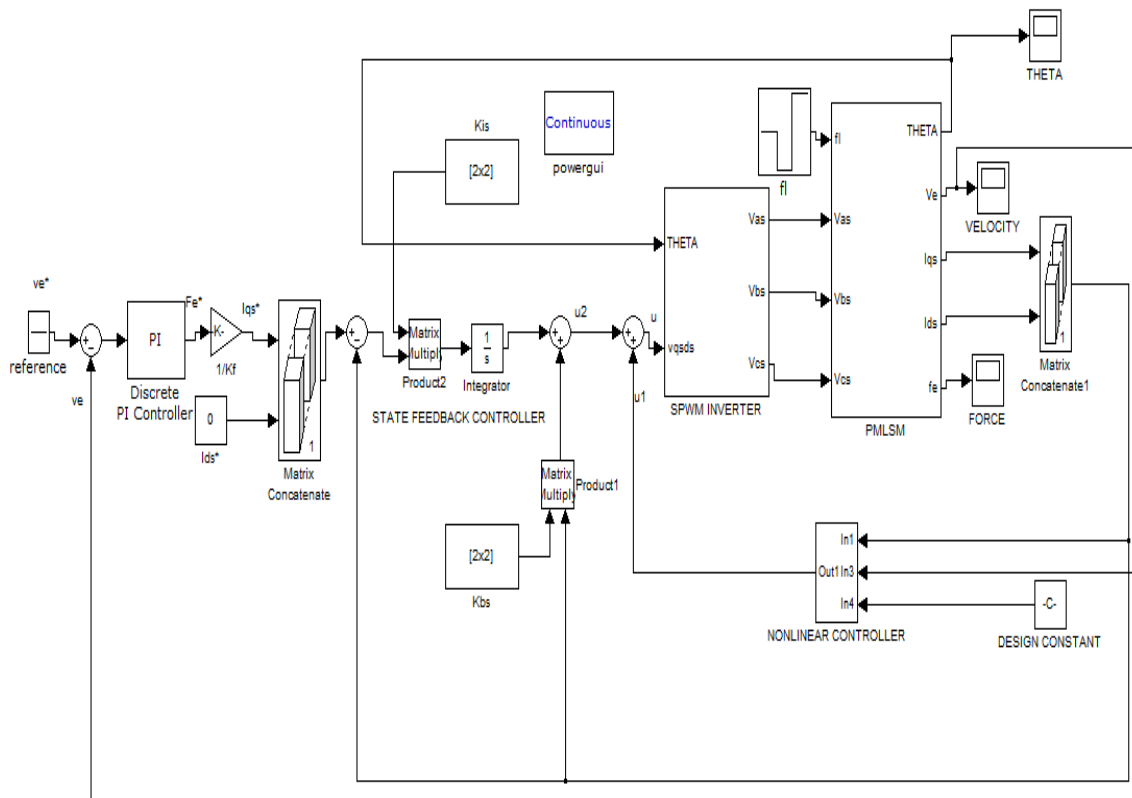 THETA
Kis
[2x2]
Continuous
powergui
fl
fl
THETA
Ve
Vas
Vas
VELOCITY
THETA
Iqs
Vbs
Vbs
Ids
vqsds
Vcs
Vcs
fe
SPWM INVERTER
PMLSM
FORCE
Matrix
Concatenate1
1
ve*
reference
ve
PI
Discrete
PI Controller
Fe*
K-
1/Kf
Iqs*
0
Ids*
1
Matrix
Concatenate
Matrix
Multiply
Product2
1
s
Integrator
STATE FEEDBACK CONTROLLER
u2
u
u1
Matrix
Multiply
Product1
[2x2]
Kbs
In1
Out1 In3
In4
NONLINEAR CONTROLLER
-C-
DESIGN CONSTANT